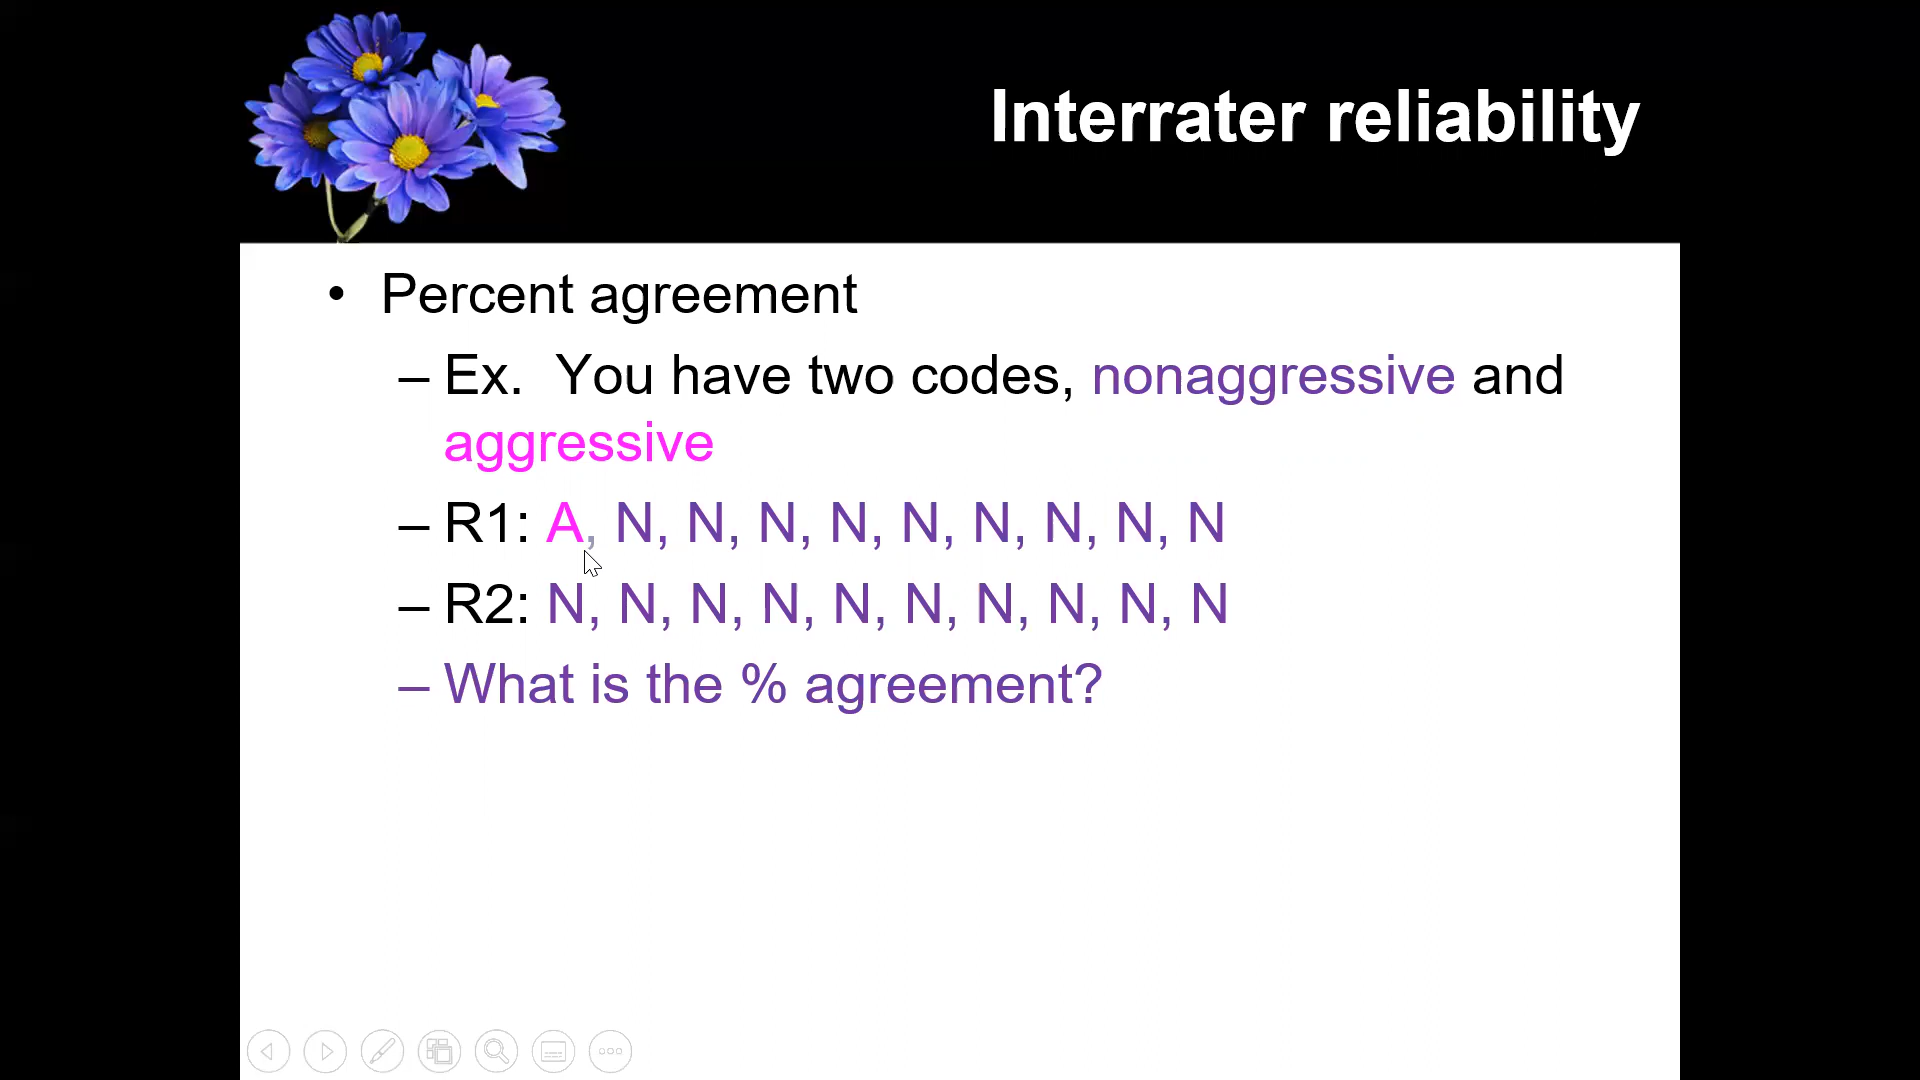 Interrater reliability
• Percent agreement
– Ex. You have two codes, nonaggressive and
aggressive
– R1: A, N, N, N, N, N, N, N, N, N
– R2: N, N, N, N, N, N, N, N, N, N
– What is the % agreement?